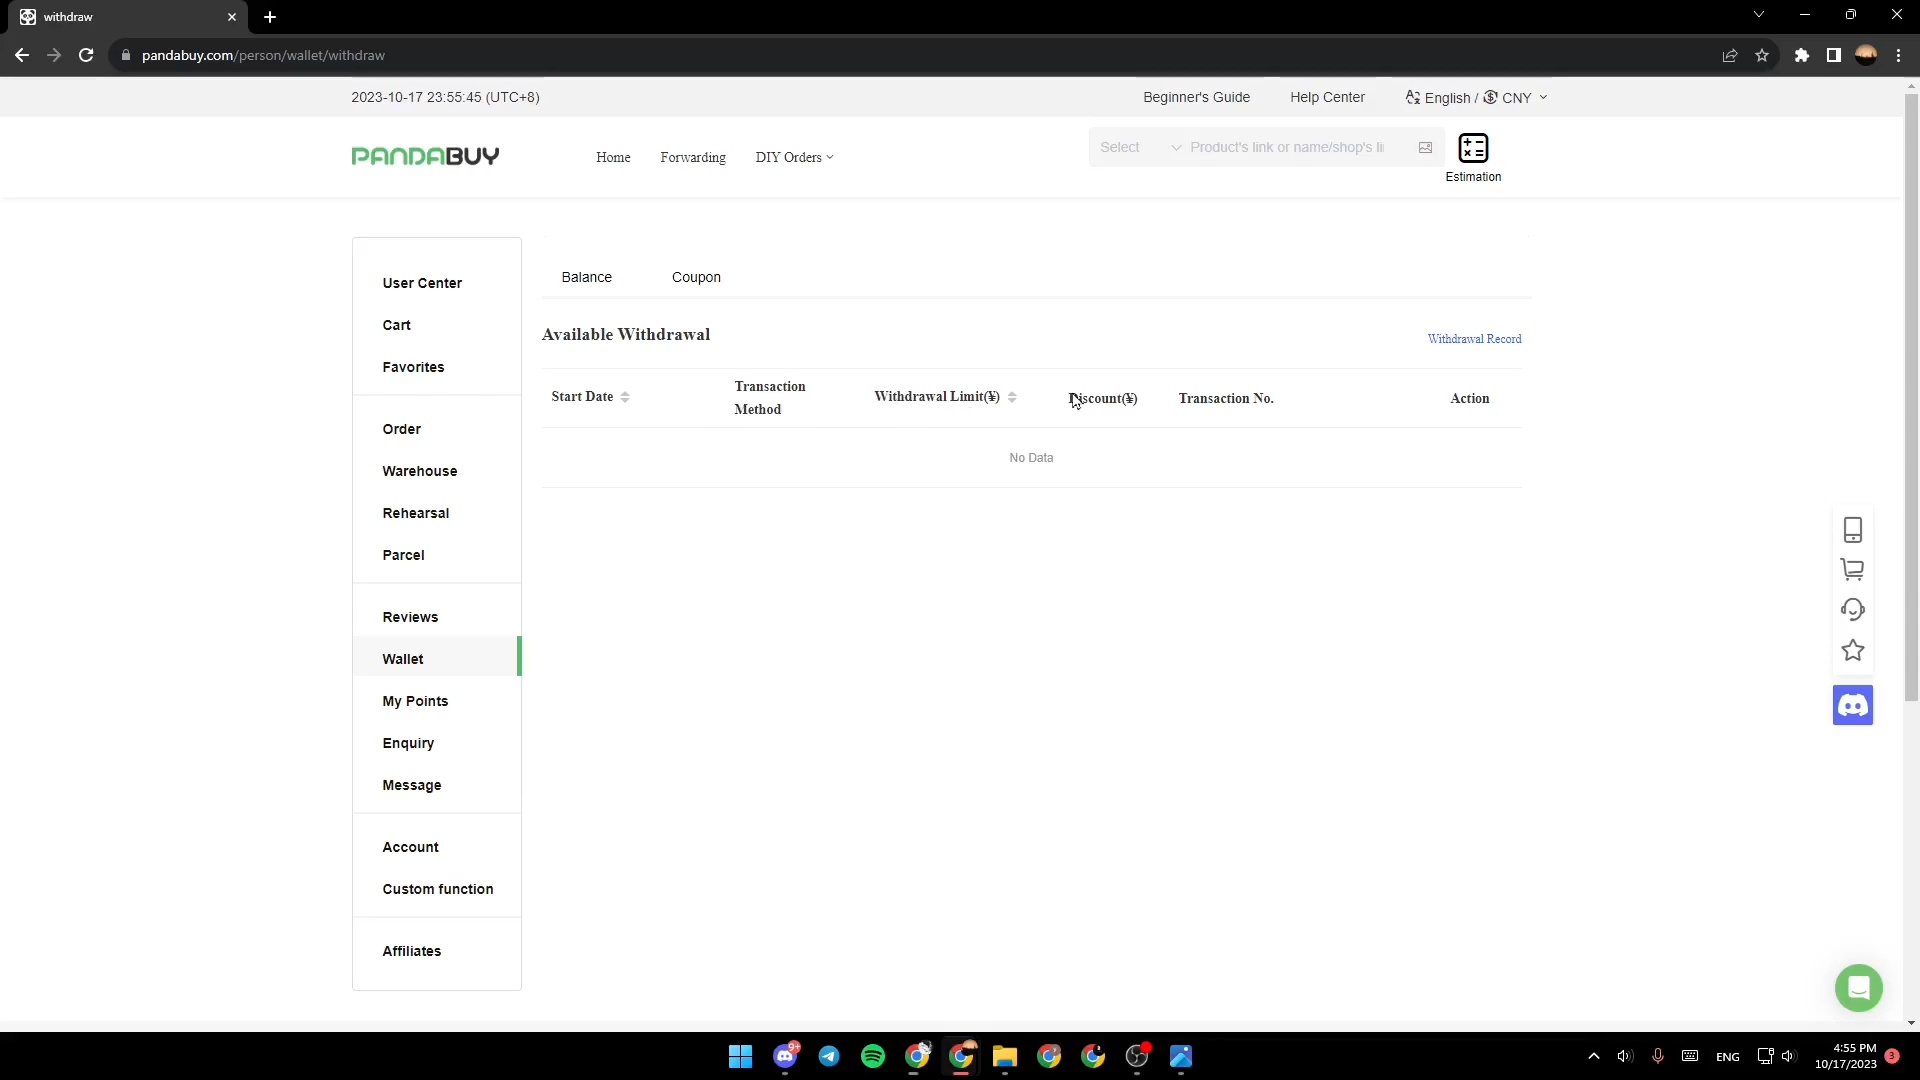 withdraw
pandabuy.com/person/wallet/withdraw
2023-10-17 23:55:45 (UTC+8)
Beginner's Guide
Help Center
English / CNY
PANDABUY
Home
Forwarding
DIY Orders
Select
Product's link or name/shop's li
Estimation
User Center
Cart
Favorites
Order
Warehouse
Rehearsal
Parcel
Reviews
Wallet
My Points
Enquiry
Message
Account
Custom function
Affiliates
Balance
Coupon
Available Withdrawal
Withdrawal Record
Start Date
Transaction
Method
Withdrawal Limit(¥)
Discount(¥)
Transaction No.
Action
No Data
9+
ENG
4:55 PM
10/17/2023
3